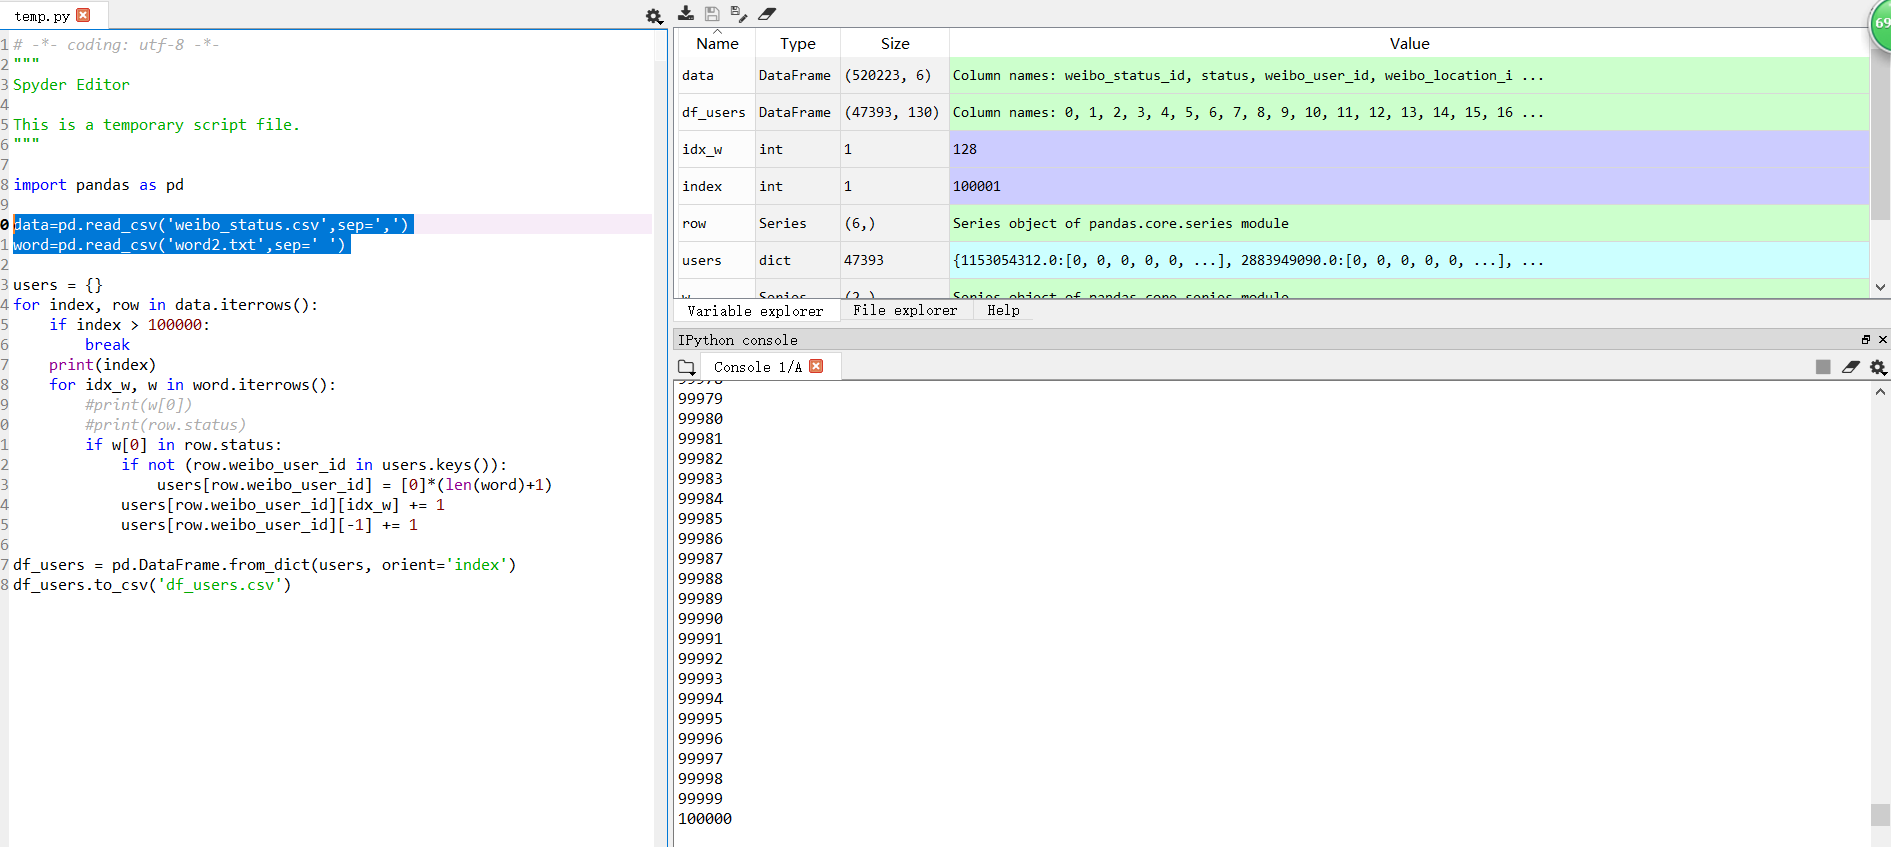 temp.py
1 # -*- coding: utf-8 -*-
2 """
3 Spyder Editor
4
5 This is a temporary script file.
6 """
7
8 import pandas as pd
9
0 data=pd.read_csv('weibo_status.csv',sep=',')
1 word=pd.read_csv('word2.txt',sep=' ')
2
3 users = {}
4 for index, row in data.iterrows():
5     if index > 100000:
6         break
7     print(index)
8     for idx_w, w in word.iterrows():
9         #print(w[0])
0         #print(row.status)
1         if w[0] in row.status:
2             if not (row.weibo_user_id in users.keys()):
3                 users[row.weibo_user_id] = [0]*(len(word)+1)
4             users[row.weibo_user_id][idx_w] += 1
5             users[row.weibo_user_id][-1] += 1
6
7 df_users = pd.DataFrame.from_dict(users, orient='index')
8 df_users.to_csv('df_users.csv')
69
Name Type Size Value
data DataFrame (520223, 6) Column names: weibo_status_id, status, weibo_user_id, weibo_location_i ...
df_users DataFrame (47393, 130) Column names: 0, 1, 2, 3, 4, 5, 6, 7, 8, 9, 10, 11, 12, 13, 14, 15, 16 ...
idx_w int 1 128
index int 1 100001
row Series (6,) Series object of pandas.core.series module
users dict 47393 {1153054312.0:[0, 0, 0, 0, 0, ...], 2883949090.0:[0, 0, 0, 0, 0, ...], ...
w Series (2,) Series object of pandas.core.series module
Variable explorer File explorer Help
IPython console
Console 1/A
99978
99979
99980
99981
99982
99983
99984
99985
99986
99987
99988
99989
99990
99991
99992
99993
99994
99995
99996
99997
99998
99999
100000